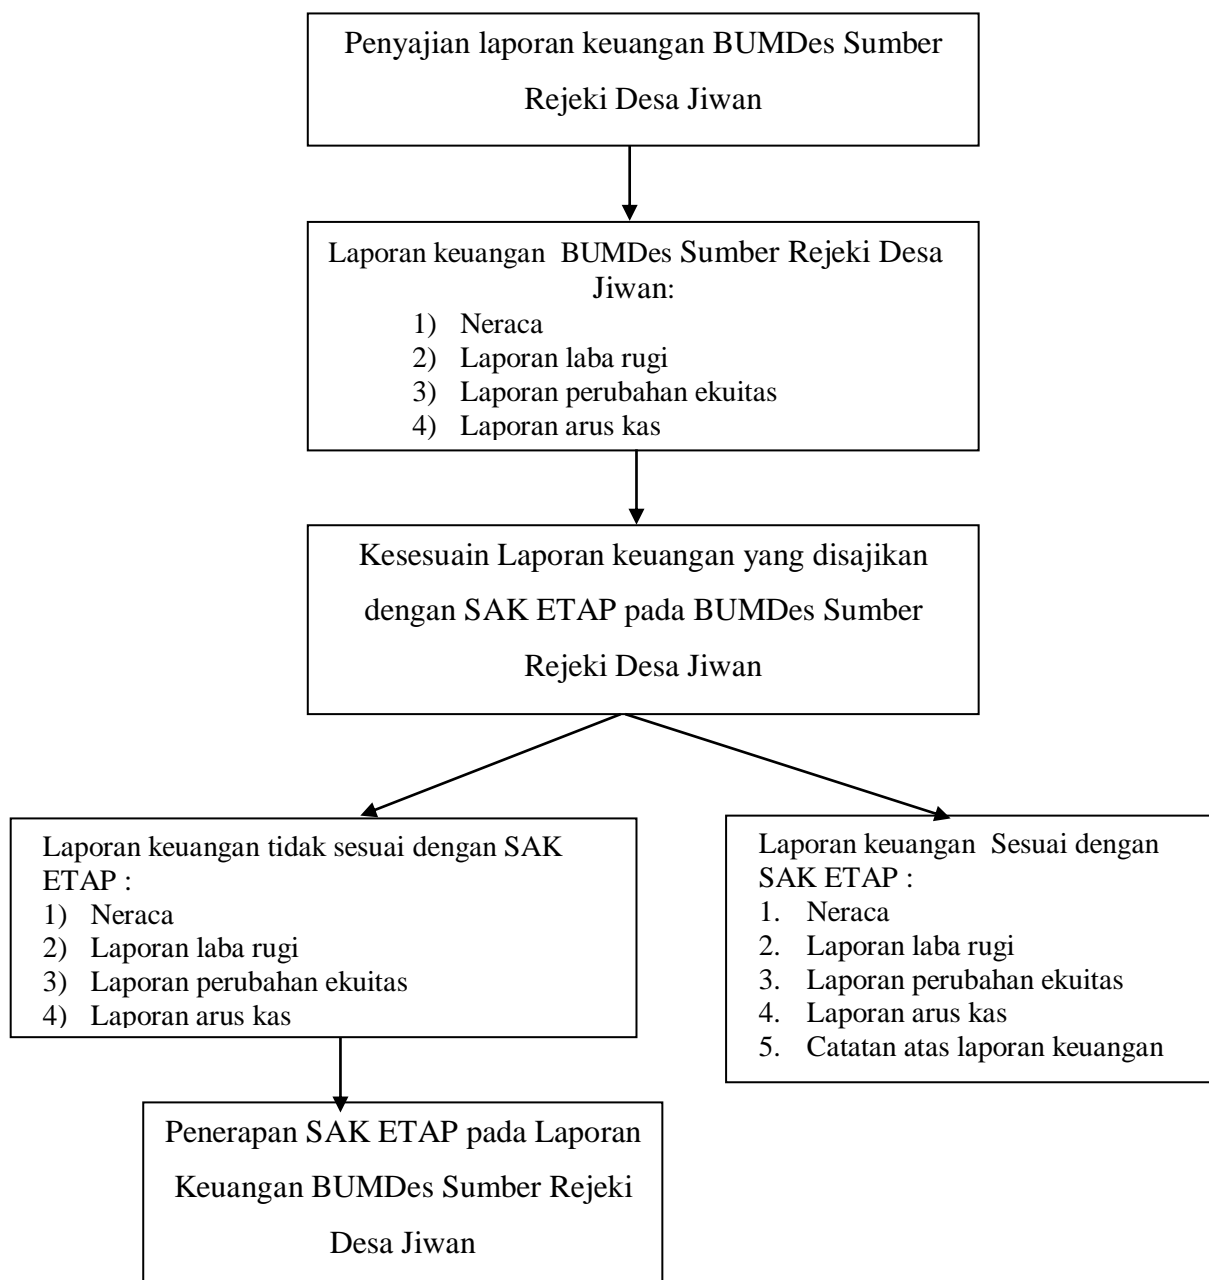 Penyajian laporan keuangan BUMDes Sumber
Rejeki Desa Jiwan
Laporan keuangan  BUMDes Sumber Rejeki Desa
Jiwan:
1) Neraca
2) Laporan laba rugi
3) Laporan perubahan ekuitas
4) Laporan arus kas
Kesesuain Laporan keuangan yang disajikan
dengan SAK ETAP pada BUMDes Sumber
Rejeki Desa Jiwan
Laporan keuangan tidak sesuai dengan SAK
ETAP :
1) Neraca
2) Laporan laba rugi
3) Laporan perubahan ekuitas
4) Laporan arus kas
Laporan keuangan  Sesuai dengan
SAK ETAP :
1. Neraca
2. Laporan laba rugi
3. Laporan perubahan ekuitas
4. Laporan arus kas
5. Catatan atas laporan keuangan
Penerapan SAK ETAP pada Laporan
Keuangan BUMDes Sumber Rejeki
Desa Jiwan